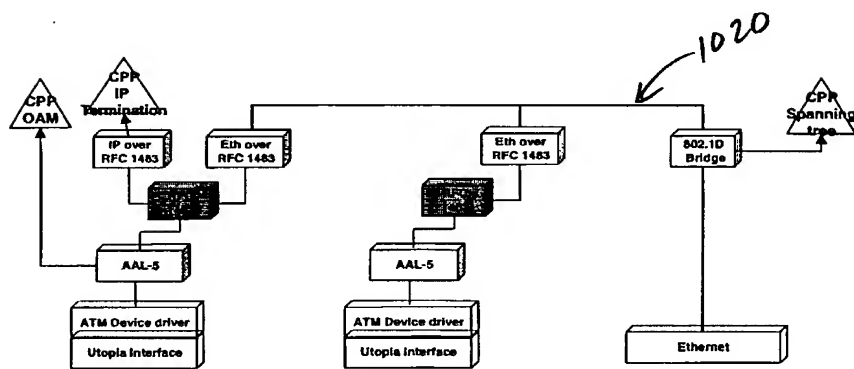 1020
CPP
OAM
CPP
IP
Termination
CPP
Spanning
tree
IP over
RFC 1483
Eth over
RFC 1483
Eth over
RFC 1483
802.1D
Bridge
AAL-5
AAL-5
ATM Device driver
Utopia Interface
ATM Device driver
Utopia Interface
Ethernet